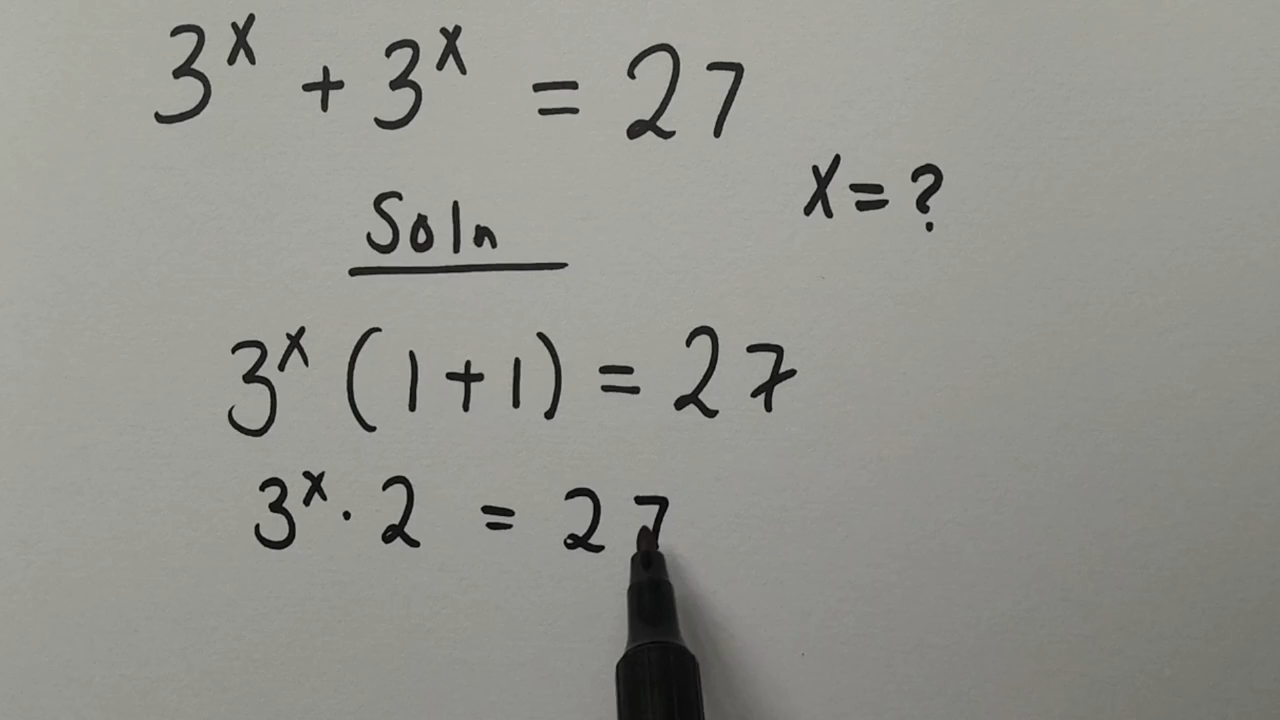 3^x + 3^x = 27
x = ?
Soln
3^x (1 + 1) = 27
3^x · 2 = 27